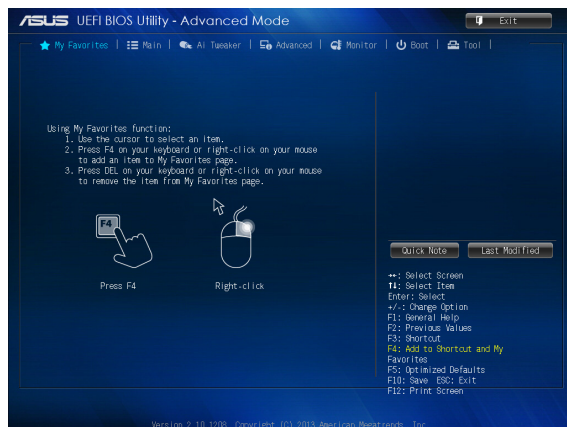 ASUS UEFI BIOS Utility - Advanced Mode
Exit
My Favorites | Main | Ai Tweaker | Advanced | Monitor | Boot | Tool |
Using My Favorites function:
1. Use the cursor to select an item.
2. Press F4 on your keyboard or right-click on your mouse
to add an item to My Favorites page.
3. Press DEL on your keyboard or right-click on your mouse
to remove the item from My Favorites page.
F4
Press F4
Right-click
Quick Note
Last Modified
→←: Select Screen
↑↓: Select Item
Enter: Select
+/-: Change Option
F1: General Help
F2: Previous Values
F3: Shortcut
F4: Add to Shortcut and My
Favorites
F5: Optimized Defaults
F10: Save ESC: Exit
F12: Print Screen
Version 2.10.1208. Copyright (C) 2013 American Megatrends, Inc.